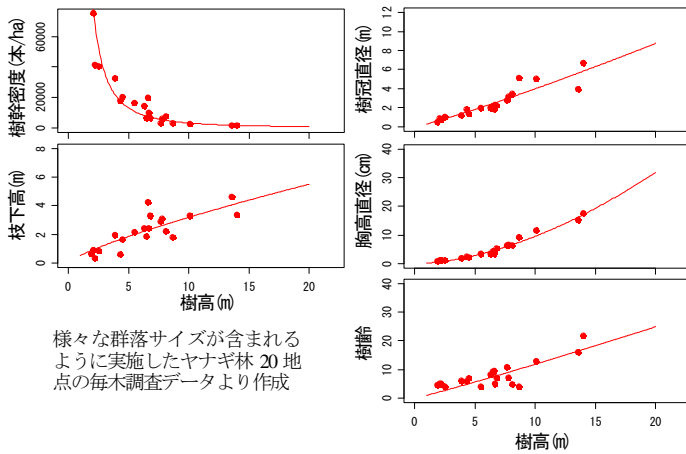 樹幹密度(本/ha)
60000
20000
0
枝下高(m)
8
6
4
2
0
0 5 10 15 20
樹高(m)
様々な群落サイズが含まれる
ように実施したヤナギ林 20 地
点の毎木調査データより作成
樹冠直径(m)
12
10
8
6
4
2
0
胸高直径(cm)
40
30
20
10
0
樹齢
40
30
20
10
0
0 5 10 15 20
樹高(m)